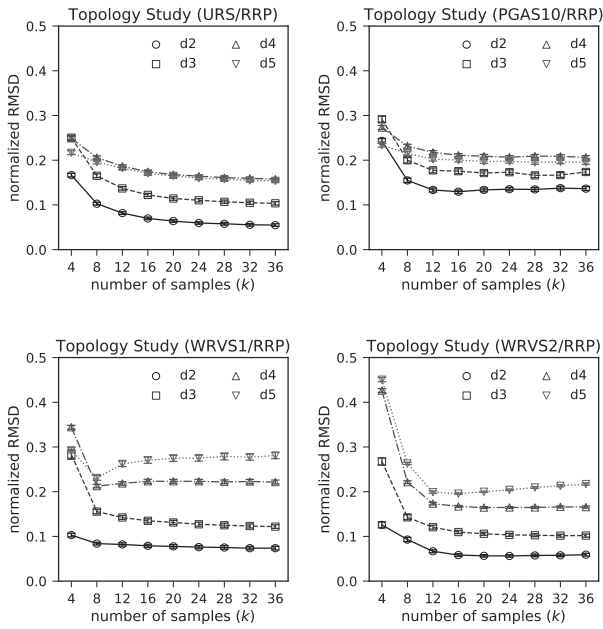 Topology Study (URS/RRP)
normalized RMSD
0.5
0.4
0.3
0.2
0.1
0.0
d2 d4
d3 d5
4 8 12 16 20 24 28 32 36
number of samples (k)
Topology Study (PGAS10/RRP)
normalized RMSD
0.5
0.4
0.3
0.2
0.1
0.0
d2 d4
d3 d5
4 8 12 16 20 24 28 32 36
number of samples (k)
Topology Study (WRVS1/RRP)
normalized RMSD
0.5
0.4
0.3
0.2
0.1
0.0
d2 d4
d3 d5
4 8 12 16 20 24 28 32 36
number of samples (k)
Topology Study (WRVS2/RRP)
normalized RMSD
0.5
0.4
0.3
0.2
0.1
0.0
d2 d4
d3 d5
4 8 12 16 20 24 28 32 36
number of samples (k)